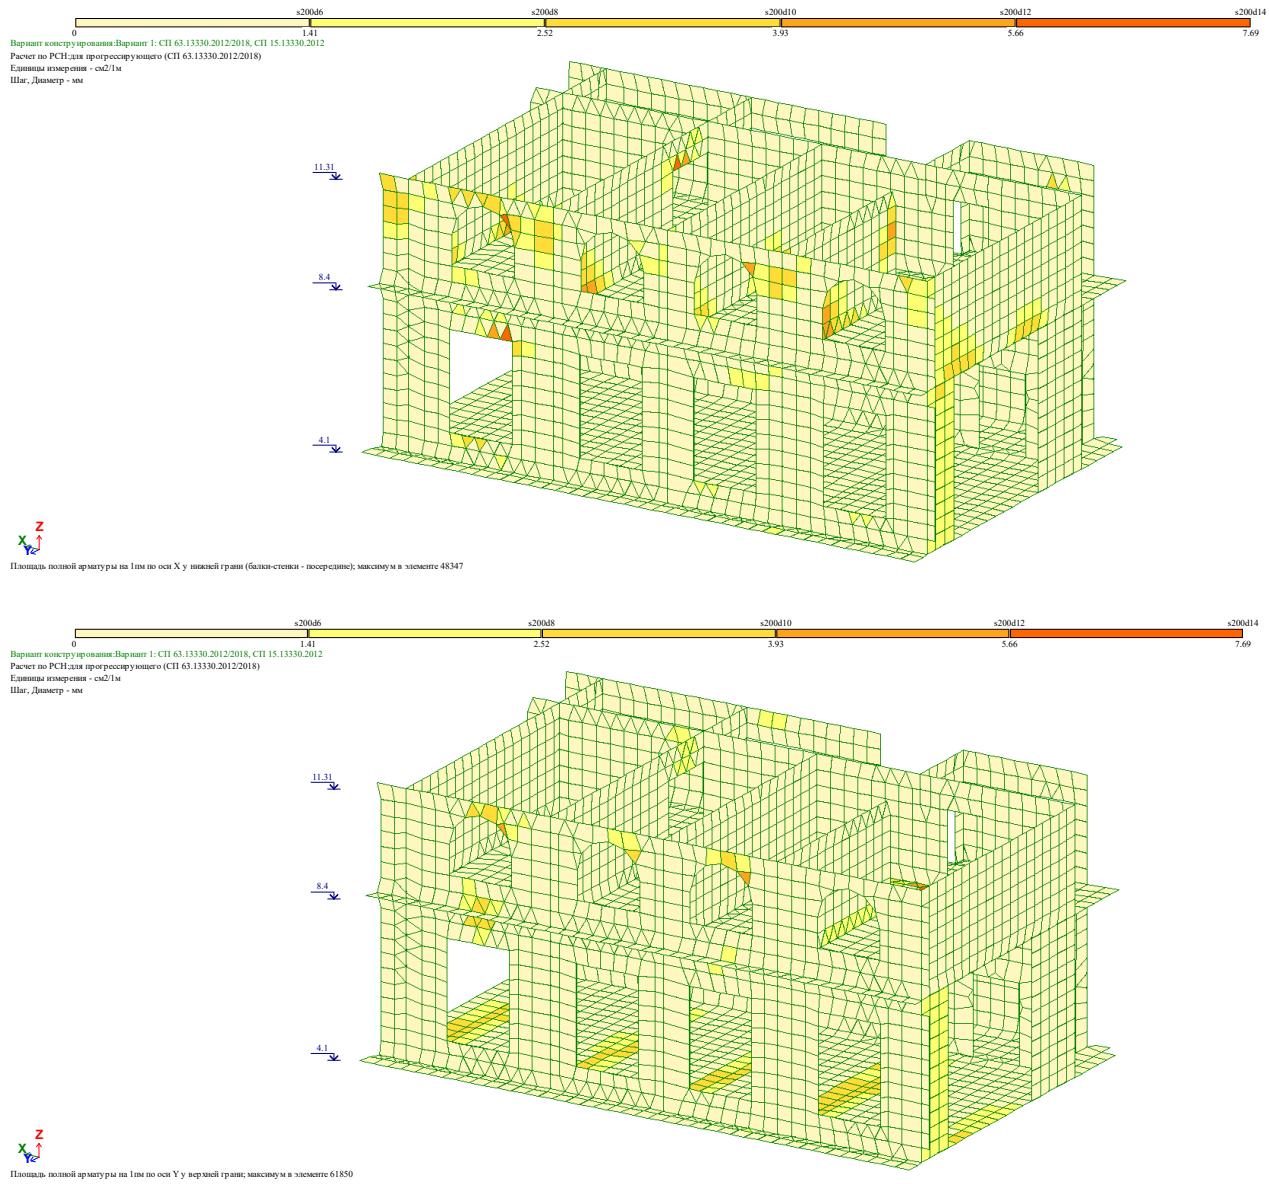 s200d6 s200d8 s200d10 s200d12 s200d14
0 1.41 2.52 3.93 5.66 7.69
Вариант конструирования:Вариант 1: СП 63.13330.2012/2018, СП 15.13330.2012
Расчет по РСН:для прогрессирующего (СП 63.13330.2012/2018)
Единицы измерения - см2/1м
Шаг, Диаметр - мм
11.31
8.4
4.1
Z
X
Y
Площадь полной арматуры на 1пм по оси X у нижней грани (балки-стенки - посередине); максимум в элементе 48347
s200d6 s200d8 s200d10 s200d12 s200d14
0 1.41 2.52 3.93 5.66 7.69
Вариант конструирования:Вариант 1: СП 63.13330.2012/2018, СП 15.13330.2012
Расчет по РСН:для прогрессирующего (СП 63.13330.2012/2018)
Единицы измерения - см2/1м
Шаг, Диаметр - мм
11.31
8.4
4.1
Z
X
Y
Площадь полной арматуры на 1пм по оси Y у верхней грани; максимум в элементе 61850